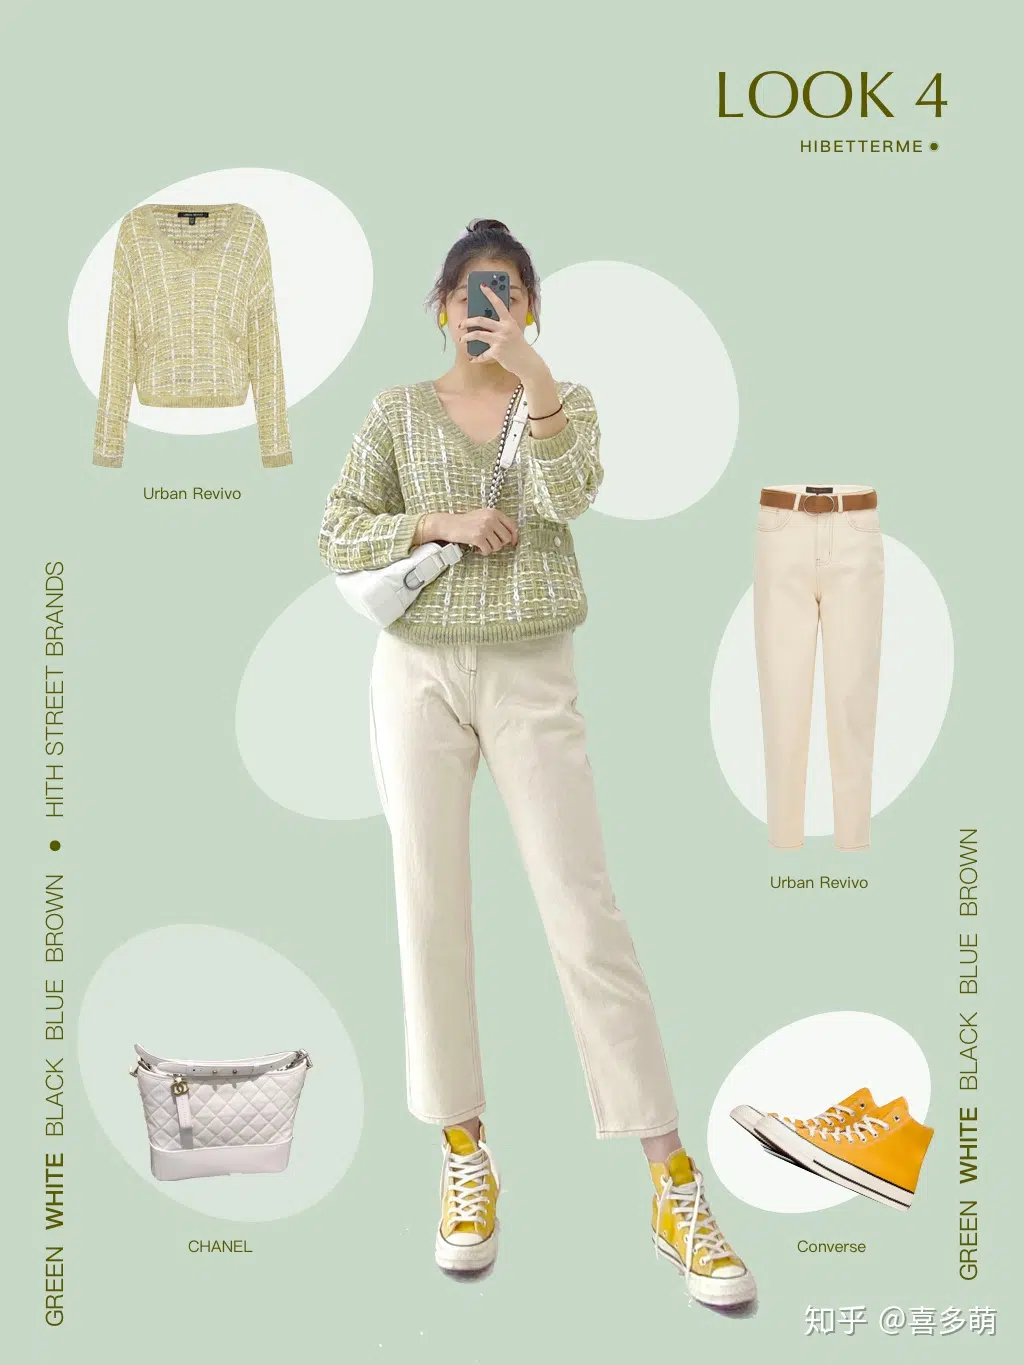 LOOK 4
HIBETTERME
Urban Revivo
Urban Revivo
GREEN WHITE BLACK BLUE BROWN ● HITH STREET BRANDS
GREEN WHITE BLACK BLUE BROWN
CHANEL
Converse
知乎 @喜多萌